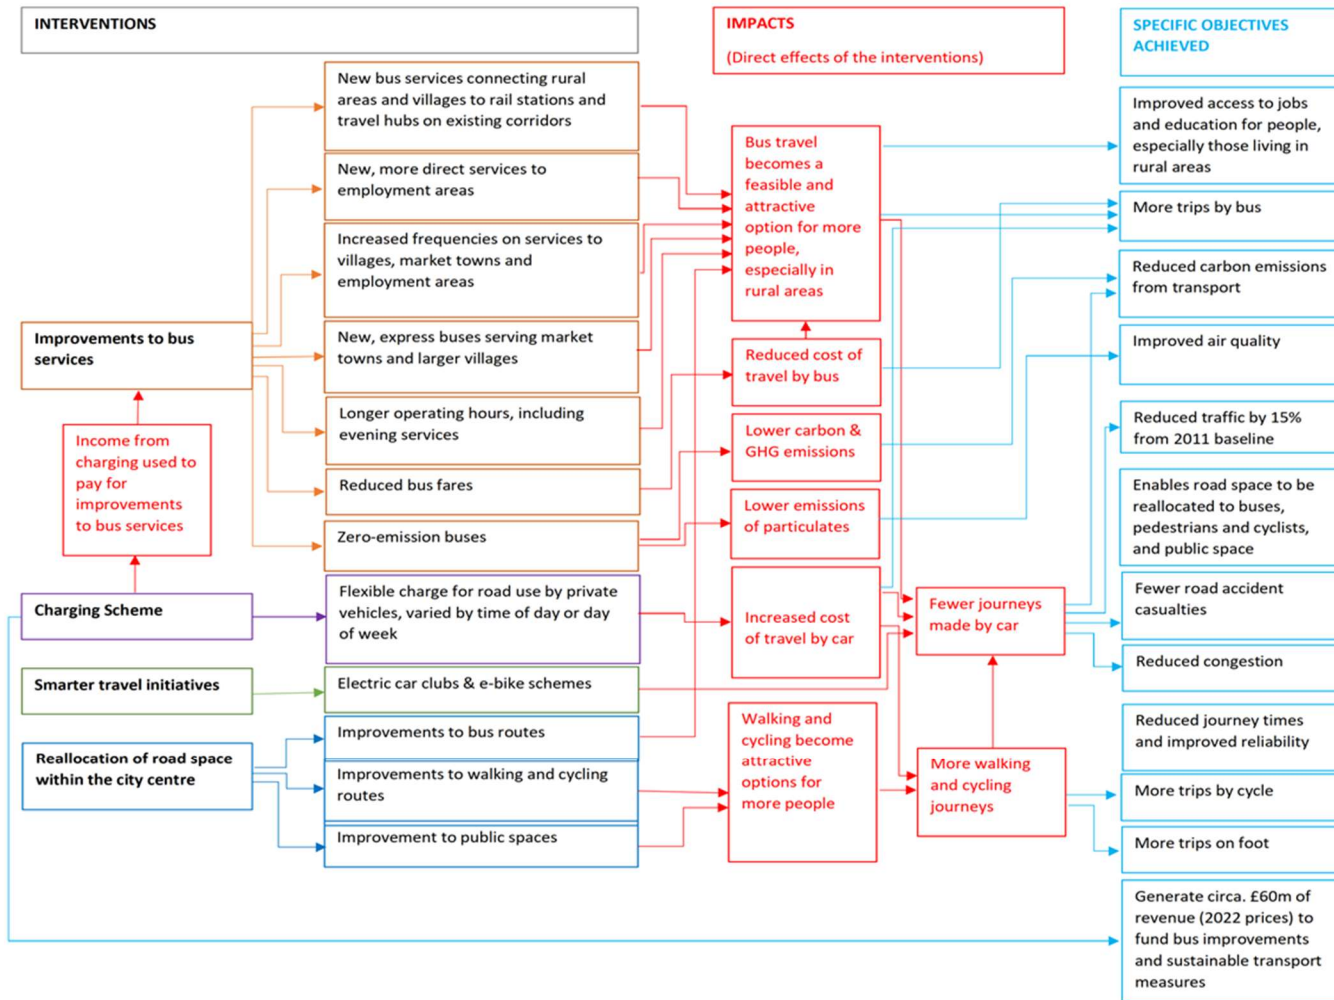 INTERVENTIONS
IMPACTS
(Direct effects of the interventions)
SPECIFIC OBJECTIVES
ACHIEVED
Improvements to bus
services
Income from
charging used to
pay for
improvements
to bus services
Charging Scheme
Smarter travel initiatives
Reallocation of road space
within the city centre
New bus services connecting rural
areas and villages to rail stations and
travel hubs on existing corridors
New, more direct services to
employment areas
Increased frequencies on services to
villages, market towns and
employment areas
New, express buses serving market
towns and larger villages
Longer operating hours, including
evening services
Reduced bus fares
Zero-emission buses
Flexible charge for road use by private
vehicles, varied by time of day or day
of week
Electric car clubs & e-bike schemes
Improvements to bus routes
Improvements to walking and cycling
routes
Improvement to public spaces
Bus travel
becomes a
feasible and
attractive
option for more
people,
especially in
rural areas
Reduced cost of
travel by bus
Lower carbon &
GHG emissions
Lower emissions
of particulates
Increased cost
of travel by car
Walking and
cycling become
attractive
options for
more people
Fewer journeys
made by car
More walking
and cycling
journeys
Improved access to jobs
and education for people,
especially those living in
rural areas
More trips by bus
Reduced carbon emissions
from transport
Improved air quality
Reduced traffic by 15%
from 2011 baseline
Enables road space to be
reallocated to buses,
pedestrians and cyclists,
and public space
Fewer road accident
casualties
Reduced congestion
Reduced journey times
and improved reliability
More trips by cycle
More trips on foot
Generate circa. £60m of
revenue (2022 prices) to
fund bus improvements
and sustainable transport
measures